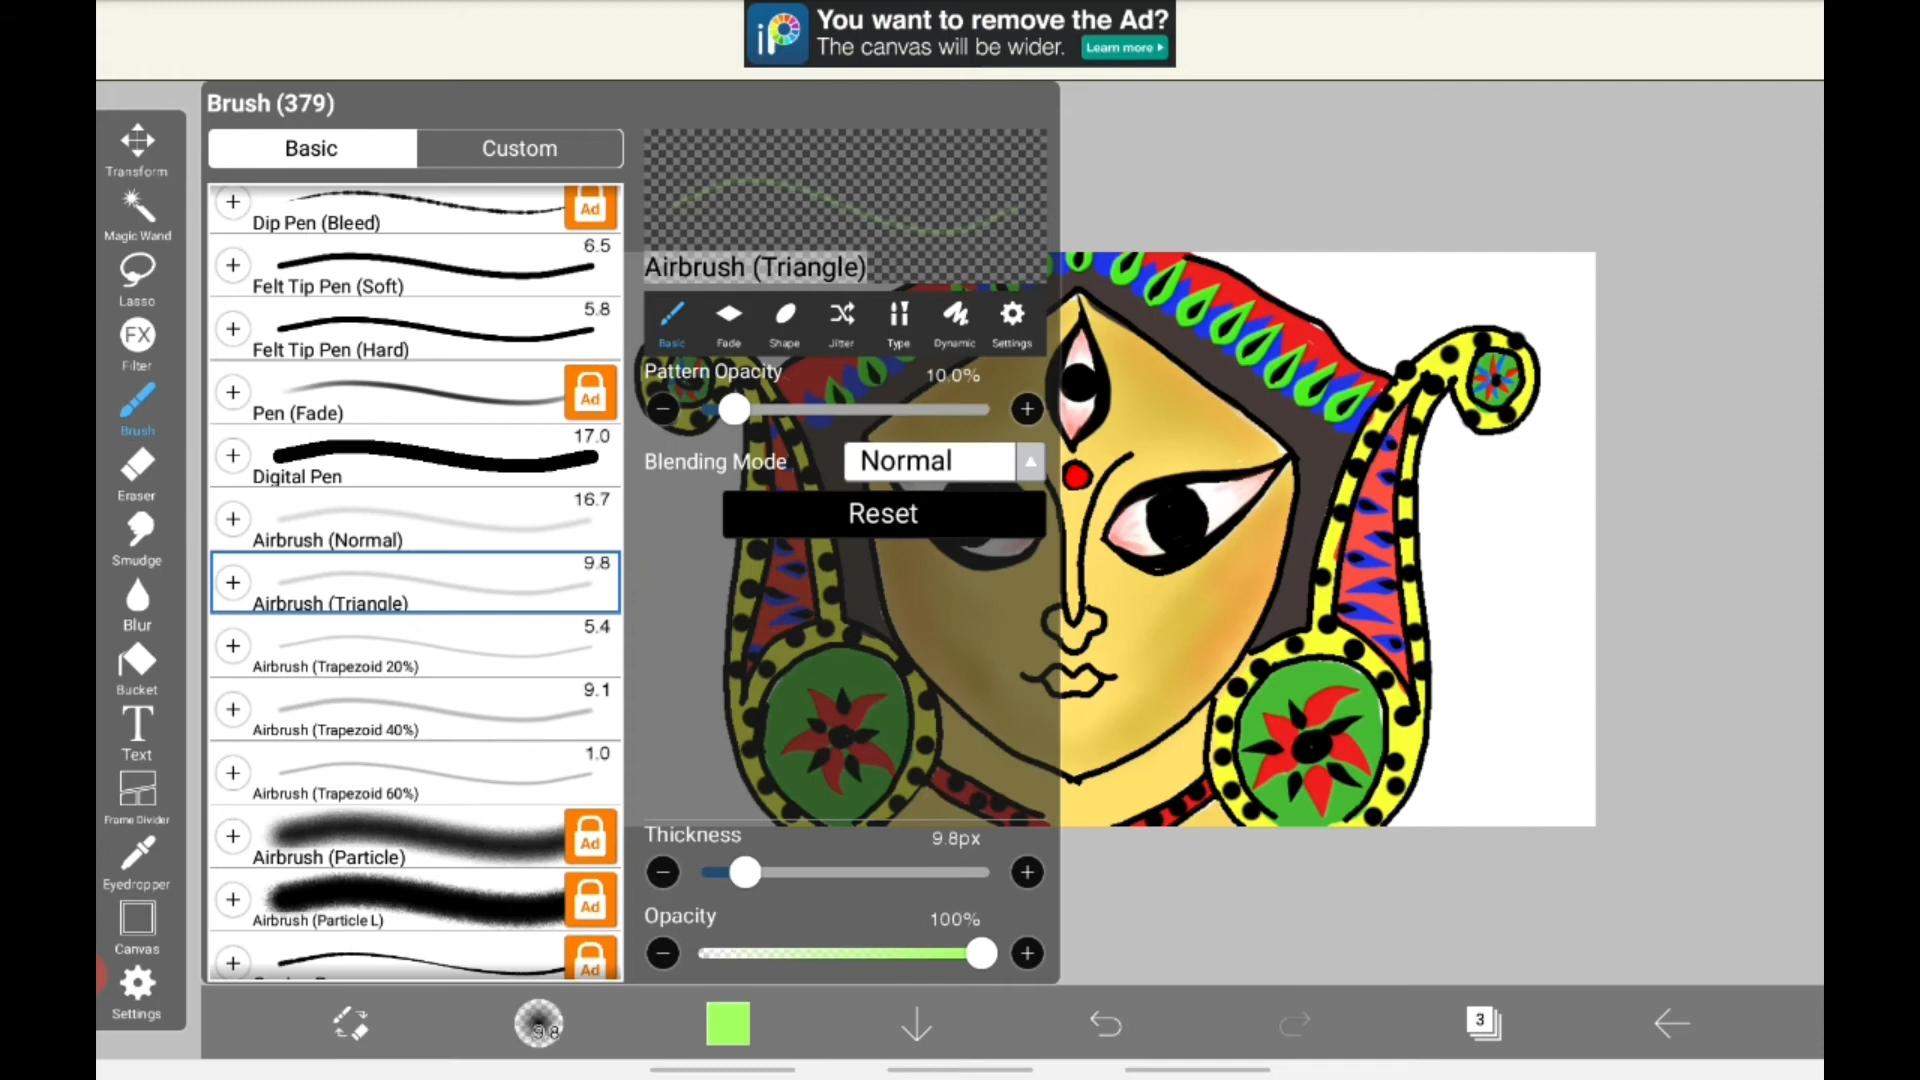 You want to remove the Ad?
The canvas will be wider. Learn more
Brush (379)
Basic Custom
Transform
Magic Wand
Lasso
FX
Filter
Brush
Eraser
Smudge
Blur
Bucket
T
Text
Frame Divider
Eyedropper
Canvas
Settings
Ad
Dip Pen (Bleed)
6.5
Felt Tip Pen (Soft)
5.8
Felt Tip Pen (Hard)
Ad
Pen (Fade)
17.0
Digital Pen
16.7
Airbrush (Normal)
9.8
Airbrush (Triangle)
5.4
Airbrush (Trapezoid 20%)
9.1
Airbrush (Trapezoid 40%)
1.0
Airbrush (Trapezoid 60%)
Ad
Airbrush (Particle)
Ad
Airbrush (Particle L)
Ad
Airbrush (Triangle)
Basic Fade Shape Jitter Type Dynamic Settings
Pattern Opacity 10.0%
Blending Mode Normal
Reset
Thickness 9.8px
Opacity 100%
9.8
3